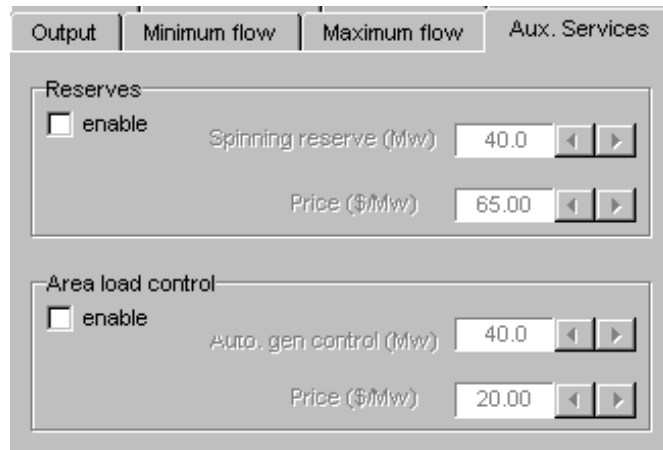 Output Minimum flow Maximum flow Aux. Services
Reserves
enable
Spinning reserve (Mw) 40.0
Price ($/Mw) 65.00
Area load control
enable
Auto. gen control (Mw) 40.0
Price ($/Mw) 20.00